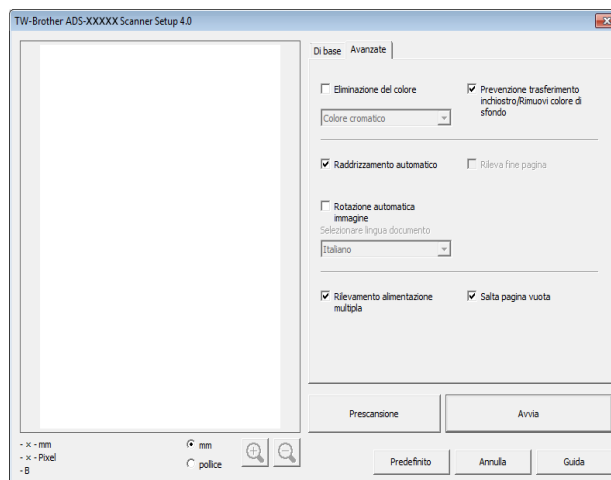 TW-Brother ADS-XXXXX Scanner Setup 4.0
Di base
Avanzate
Eliminazione del colore
Colore cromatico
Prevenzione trasferimento
inchiostro/Rimuovi colore di
sfondo
Raddrizzamento automatico
Rileva fine pagina
Rotazione automatica
immagine
Selezionare lingua documento
Italiano
Rilevamento alimentazione
multipla
Salta pagina vuota
Prescansione
Avvia
- x - mm
- x - Pixel
- B
mm
pollice
Predefinito
Annulla
Guida